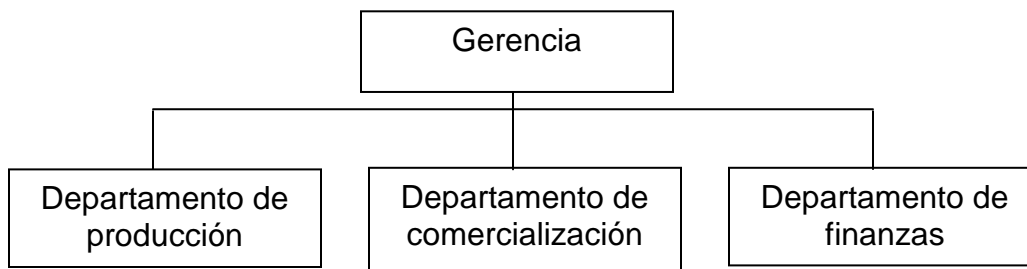 Gerencia
Departamento de
producción
Departamento de
comercialización
Departamento de
finanzas